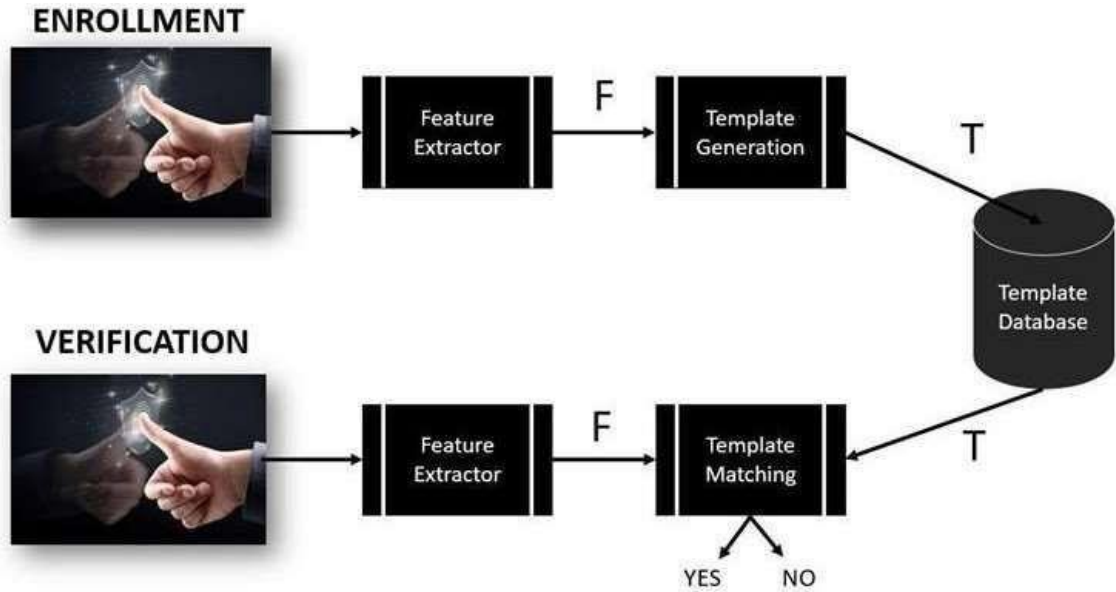 ENROLLMENT
Feature
Extractor
F
Template
Generation
T
Template
Database
VERIFICATION
Feature
Extractor
F
Template
Matching
T
YES
NO